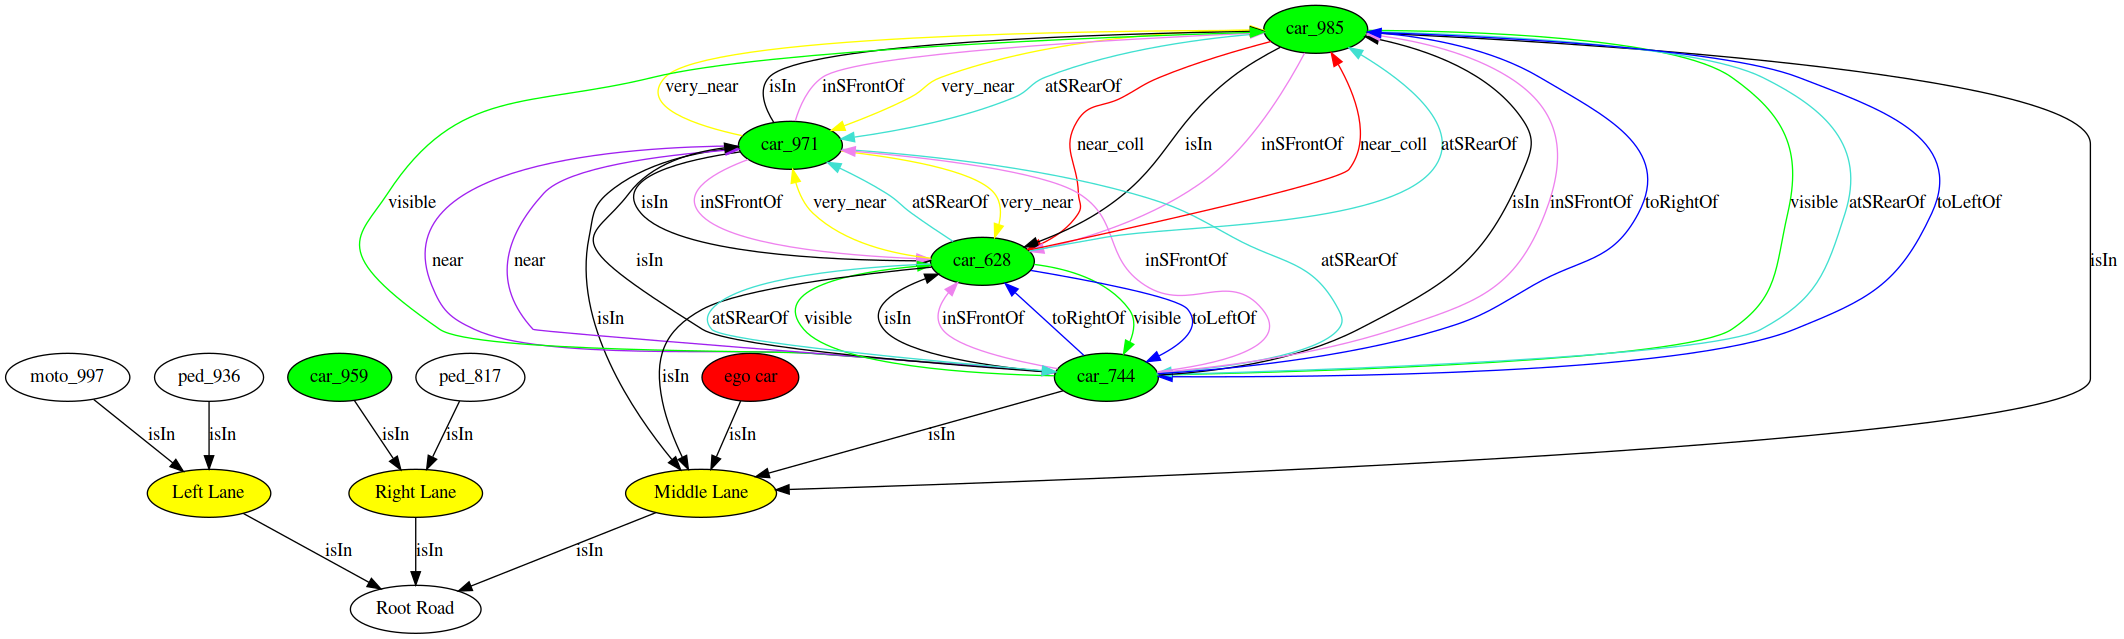 car_985
very_near
isIn
inSFrontOf
very_near
atSRearOf
car_971
near_coll
isIn
inSFrontOf
near_coll
atSRearOf
visible
isIn
inSFrontOf
very_near
atSRearOf
very_near
isIn
inSFrontOf
toRightOf
visible
atSRearOf
toLeftOf
near
near
isIn
car_628
inSFrontOf
atSRearOf
isIn
isIn
atSRearOf
visible
isIn
inSFrontOf
toRightOf
visible
toLeftOf
moto_997
ped_936
car_959
ped_817
isIn
ego car
car_744
isIn
isIn
isIn
isIn
isIn
isIn
Left Lane
Right Lane
Middle Lane
isIn
isIn
isIn
Root Road